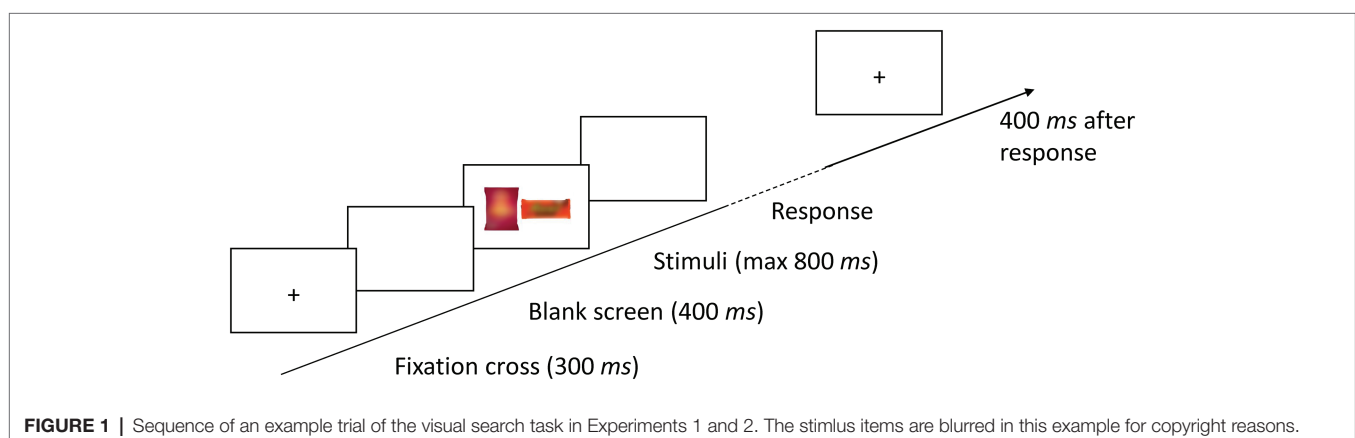 +
400 ms after
response
Response
Stimuli (max 800 ms)
Blank screen (400 ms)
+
Fixation cross (300 ms)
FIGURE 1 | Sequence of an example trial of the visual search task in Experiments 1 and 2. The stimlus items are blurred in this example for copyright reasons.